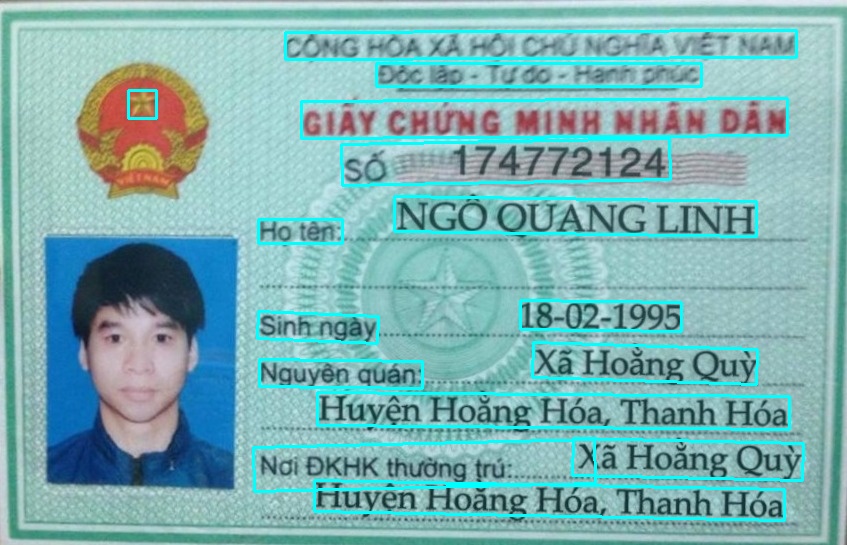 CỘNG HÒA XÃ HỘI CHỦ NGHĨA VIỆT NAM
Độc lập - Tự do - Hạnh phúc
GIẤY CHỨNG MINH NHÂN DÂN
SỐ 174772124
VIỆT NAM
Họ tên: NGÔ QUANG LINH
Sinh ngày 18-02-1995
Nguyên quán: Xã Hoằng Quỳ
Huyện Hoằng Hóa, Thanh Hóa
Nơi ĐKHK thường trú: Xã Hoằng Quỳ
Huyện Hoằng Hóa, Thanh Hóa